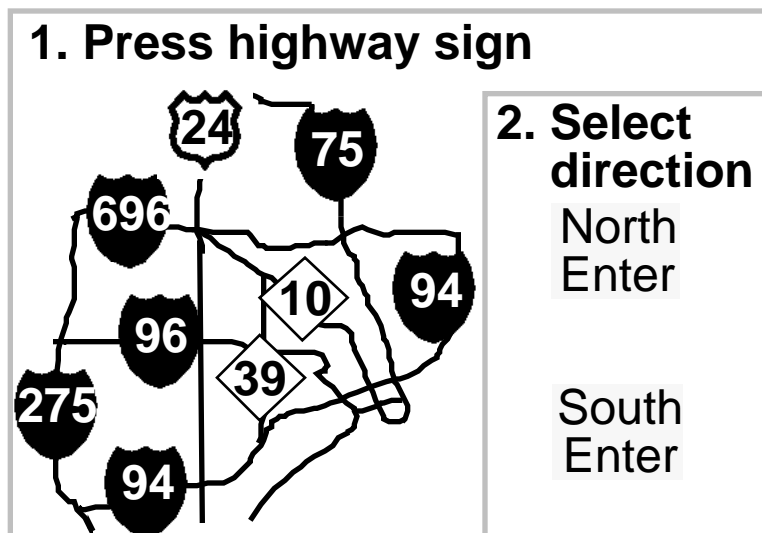 1. Press highway sign
24
75
696
10
94
96
39
275
94
2. Select
direction
North
Enter
South
Enter